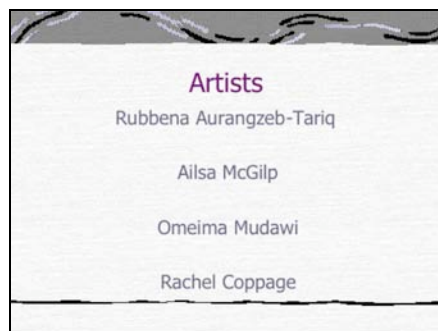 Artists
Rubbena Aurangzeb-Tariq
Ailsa McGilp
Omeima Mudawi
Rachel Coppage